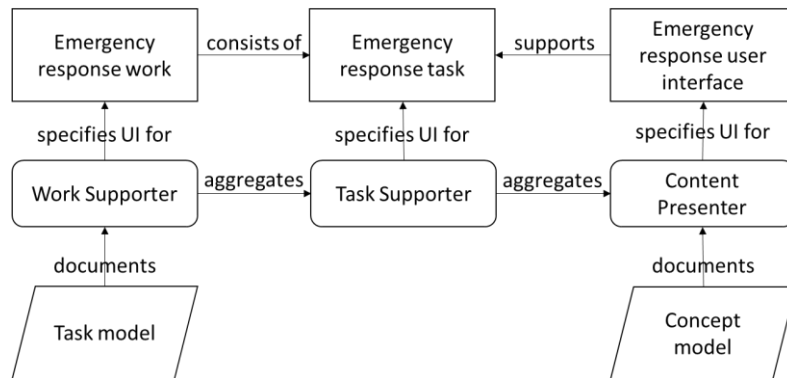 Emergency
response work
consists of
Emergency
response task
supports
Emergency
response user
interface
specifies UI for
specifies UI for
specifies UI for
Work Supporter
aggregates
Task Supporter
aggregates
Content
Presenter
documents
documents
Task model
Concept
model